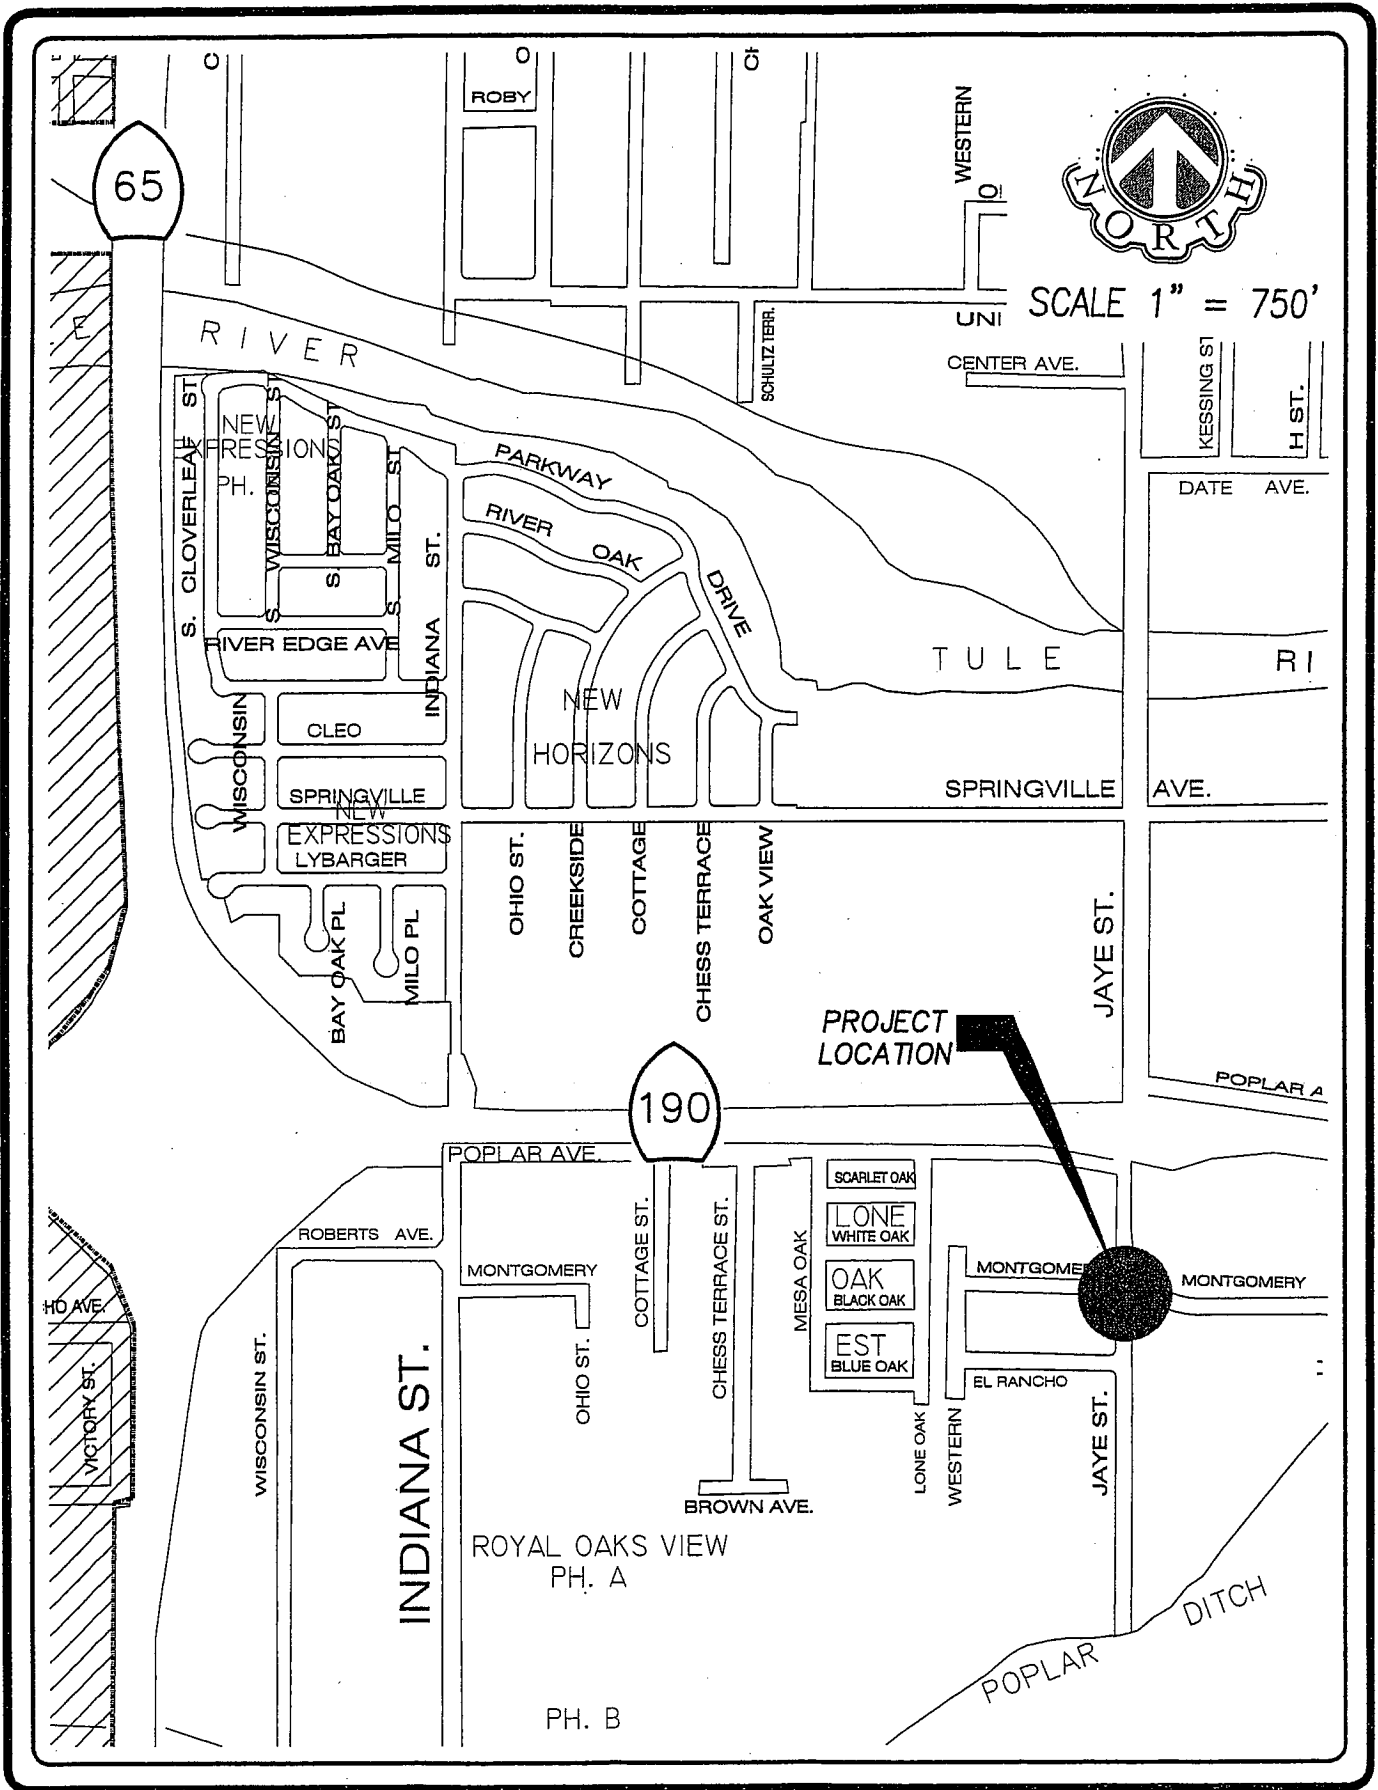 C
O
CH
ROBY
WESTERN
O
65
NORTH
SCALE 1" = 750'
UNI
SCHULTZ TERR.
CENTER AVE.
KESSING ST
H ST.
DATE AVE.
E
RIVER
S. CLOVERLEAF ST
NEW
EXPRESSIONS
PH.
S. WISCONSIN ST
S. BAY OAK ST
S. MILO ST
INDIANA ST.
PARKWAY
DRIVE
RIVER OAK
RIVER EDGE AVE
TULE
RI
NEW
HORIZONS
WISCONSIN
CLEO
SPRINGVILLE
NEW
EXPRESSIONS
LYBARGER
SPRINGVILLE AVE.
OHIO ST.
CREEKSIDE
COTTAGE
CHESS TERRACE
OAK VIEW
JAYE ST.
BAY OAK PL
MILO PL
PROJECT
LOCATION
POPLAR A
190
POPLAR AVE.
ROBERTS AVE.
MONTGOMERY
COTTAGE ST.
CHESS TERRACE ST.
MESA OAK
SCARLET OAK
LONE
WHITE OAK
OAK
BLACK OAK
EST
BLUE OAK
MONTGOME
MONTGOMERY
HO AVE.
VICTORY ST.
WISCONSIN ST.
INDIANA ST.
OHIO ST.
EL RANCHO
LONE OAK
WESTERN
JAYE ST.
BROWN AVE.
ROYAL OAKS VIEW
PH. A
POPLAR DITCH
PH. B